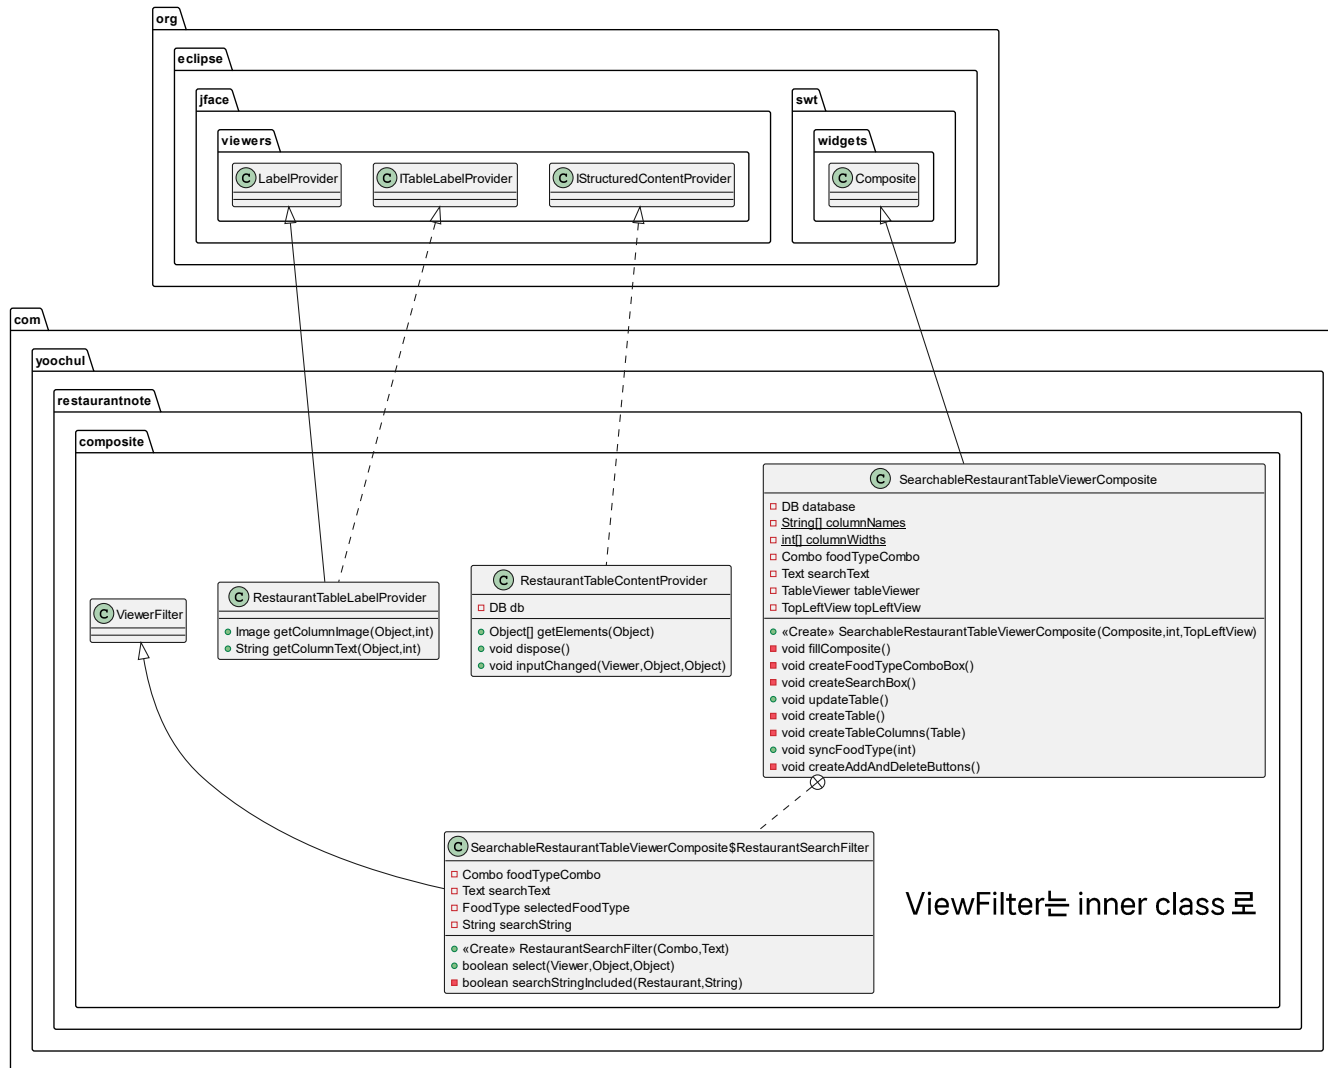 org
eclipse
jface
swt
viewers
widgets
C LabelProvider
C ITableLabelProvider
C IStructuredContentProvider
C Composite
com
yoochul
restaurantnote
composite
C SearchableRestaurantTableViewerComposite
DB database
String[] columnNames
int[] columnWidths
Combo foodTypeCombo
Text searchText
TableViewer tableViewer
TopLeftView topLeftView
«Create» SearchableRestaurantTableViewerComposite(Composite,int,TopLeftView)
void fillComposite()
void createFoodTypeComboBox()
void createSearchBox()
void updateTable()
void createTable()
void createTableColumns(Table)
void syncFoodType(int)
void createAddAndDeleteButtons()
C ViewerFilter
C RestaurantTableLabelProvider
Image getColumnImage(Object,int)
String getColumnText(Object,int)
C RestaurantTableContentProvider
DB db
Object[] getElements(Object)
void dispose()
void inputChanged(Viewer,Object,Object)
C SearchableRestaurantTableViewerComposite$RestaurantSearchFilter
Combo foodTypeCombo
Text searchText
FoodType selectedFoodType
String searchString
«Create» RestaurantSearchFilter(Combo,Text)
boolean select(Viewer,Object,Object)
boolean searchStringIncluded(Restaurant,String)
ViewFilter는 inner class 로